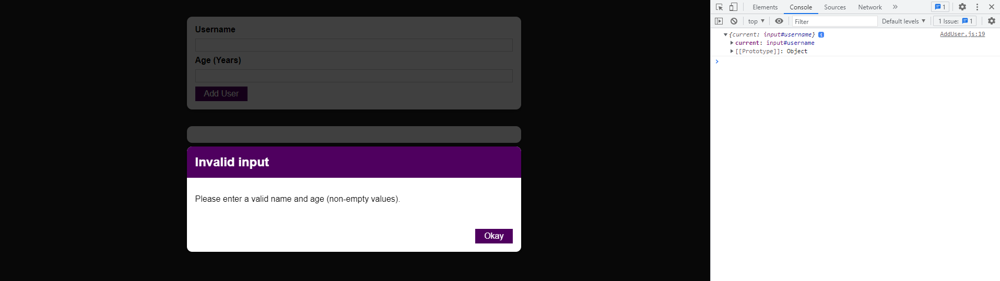 Username
Age (Years)
Add User
Invalid input
Please enter a valid name and age (non-empty values).
Okay
Elements Console Sources Network » 1
top Filter Default levels 1 Issue: 1
{current: input#username} i AddUser.js:19
current: input#username
[[Prototype]]: Object